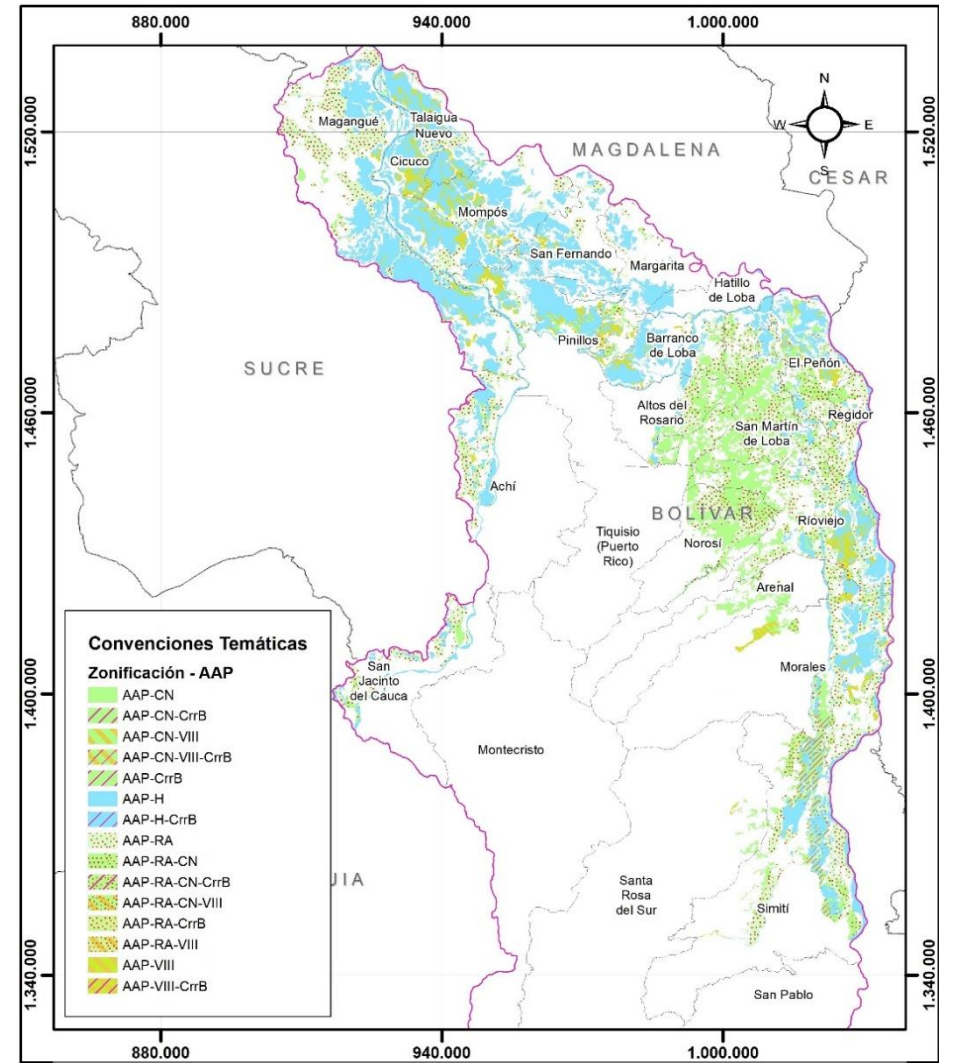 880.000
940.000
1.000.000
N
W
E
S
1.520.000
1.520.000
Magangué
Talaigua
Nuevo
MAGDALENA
CESAR
Cicuco
Mompós
San Fernando
Margarita
Hatillo
de Loba
SUCRE
Pinillos
Barranco
de Loba
El Peñón
1.460.000
1.460.000
Altos del
Rosario
San Martín
de Loba
Regidor
Achí
BOLÍVAR
Tiquisio
(Puerto
Rico)
Norosí
Ríoviejo
Arenal
Morales
San
Jacinto
del Cauca
1.400.000
1.400.000
Montecristo
UIA
Santa
Rosa
del Sur
Simití
San Pablo
1.340.000
1.340.000
Convenciones Temáticas
Zonificación - AAP
AAP-CN
AAP-CN-CrrB
AAP-CN-VIII
AAP-CN-VIII-CrrB
AAP-CrrB
AAP-H
AAP-H-CrrB
AAP-RA
AAP-RA-CN
AAP-RA-CN-CrrB
AAP-RA-CN-VIII
AAP-RA-CrrB
AAP-RA-VIII
AAP-VIII
AAP-VIII-CrrB
880.000
940.000
1.000.000